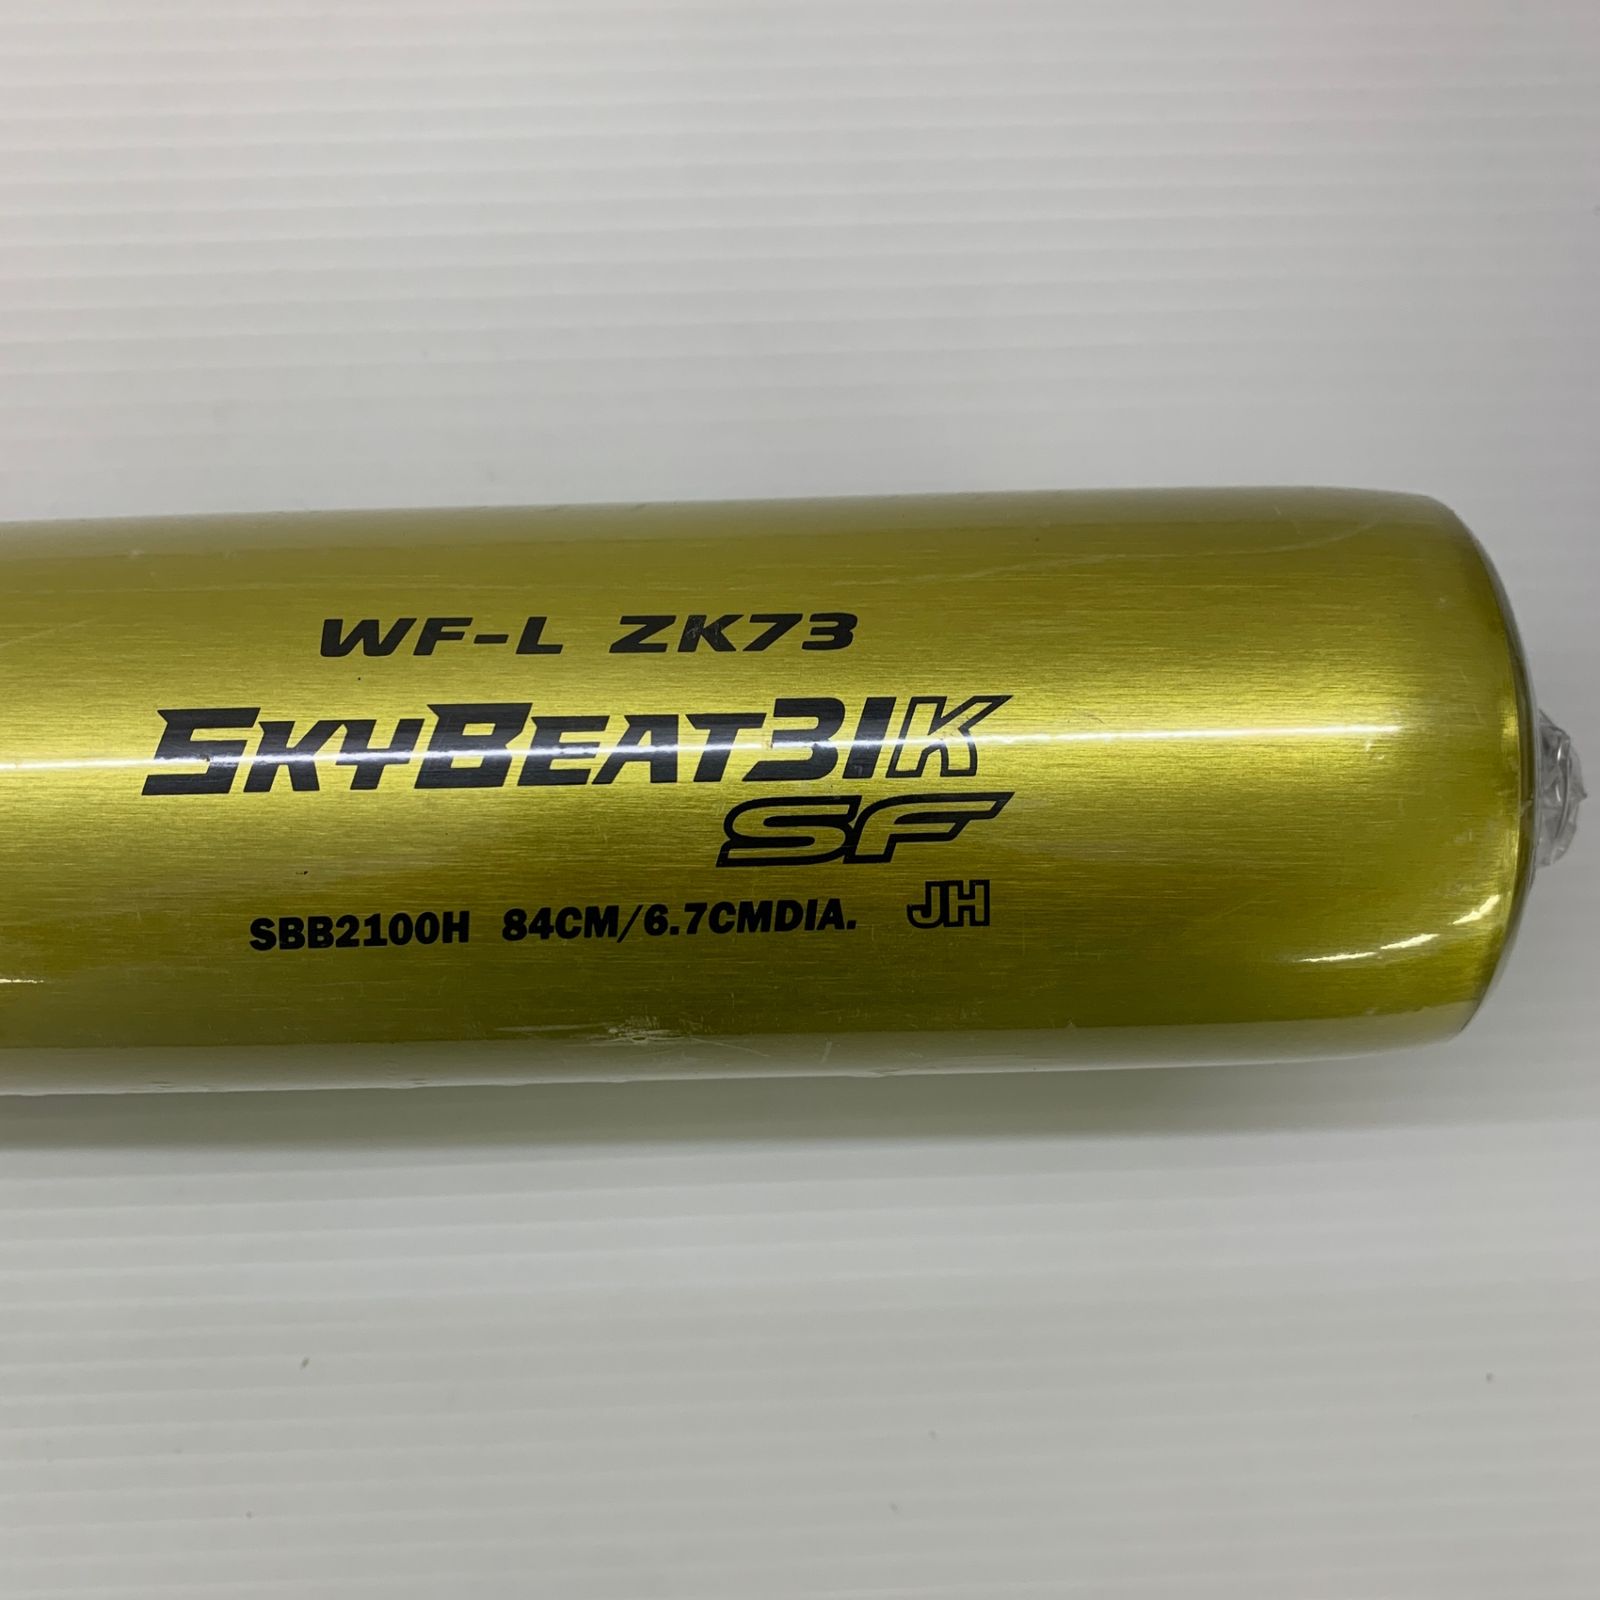 WF-L ZK73
SKYBEAT31K
SF
SBB2100H 84CM/6.7CMDIA. JH